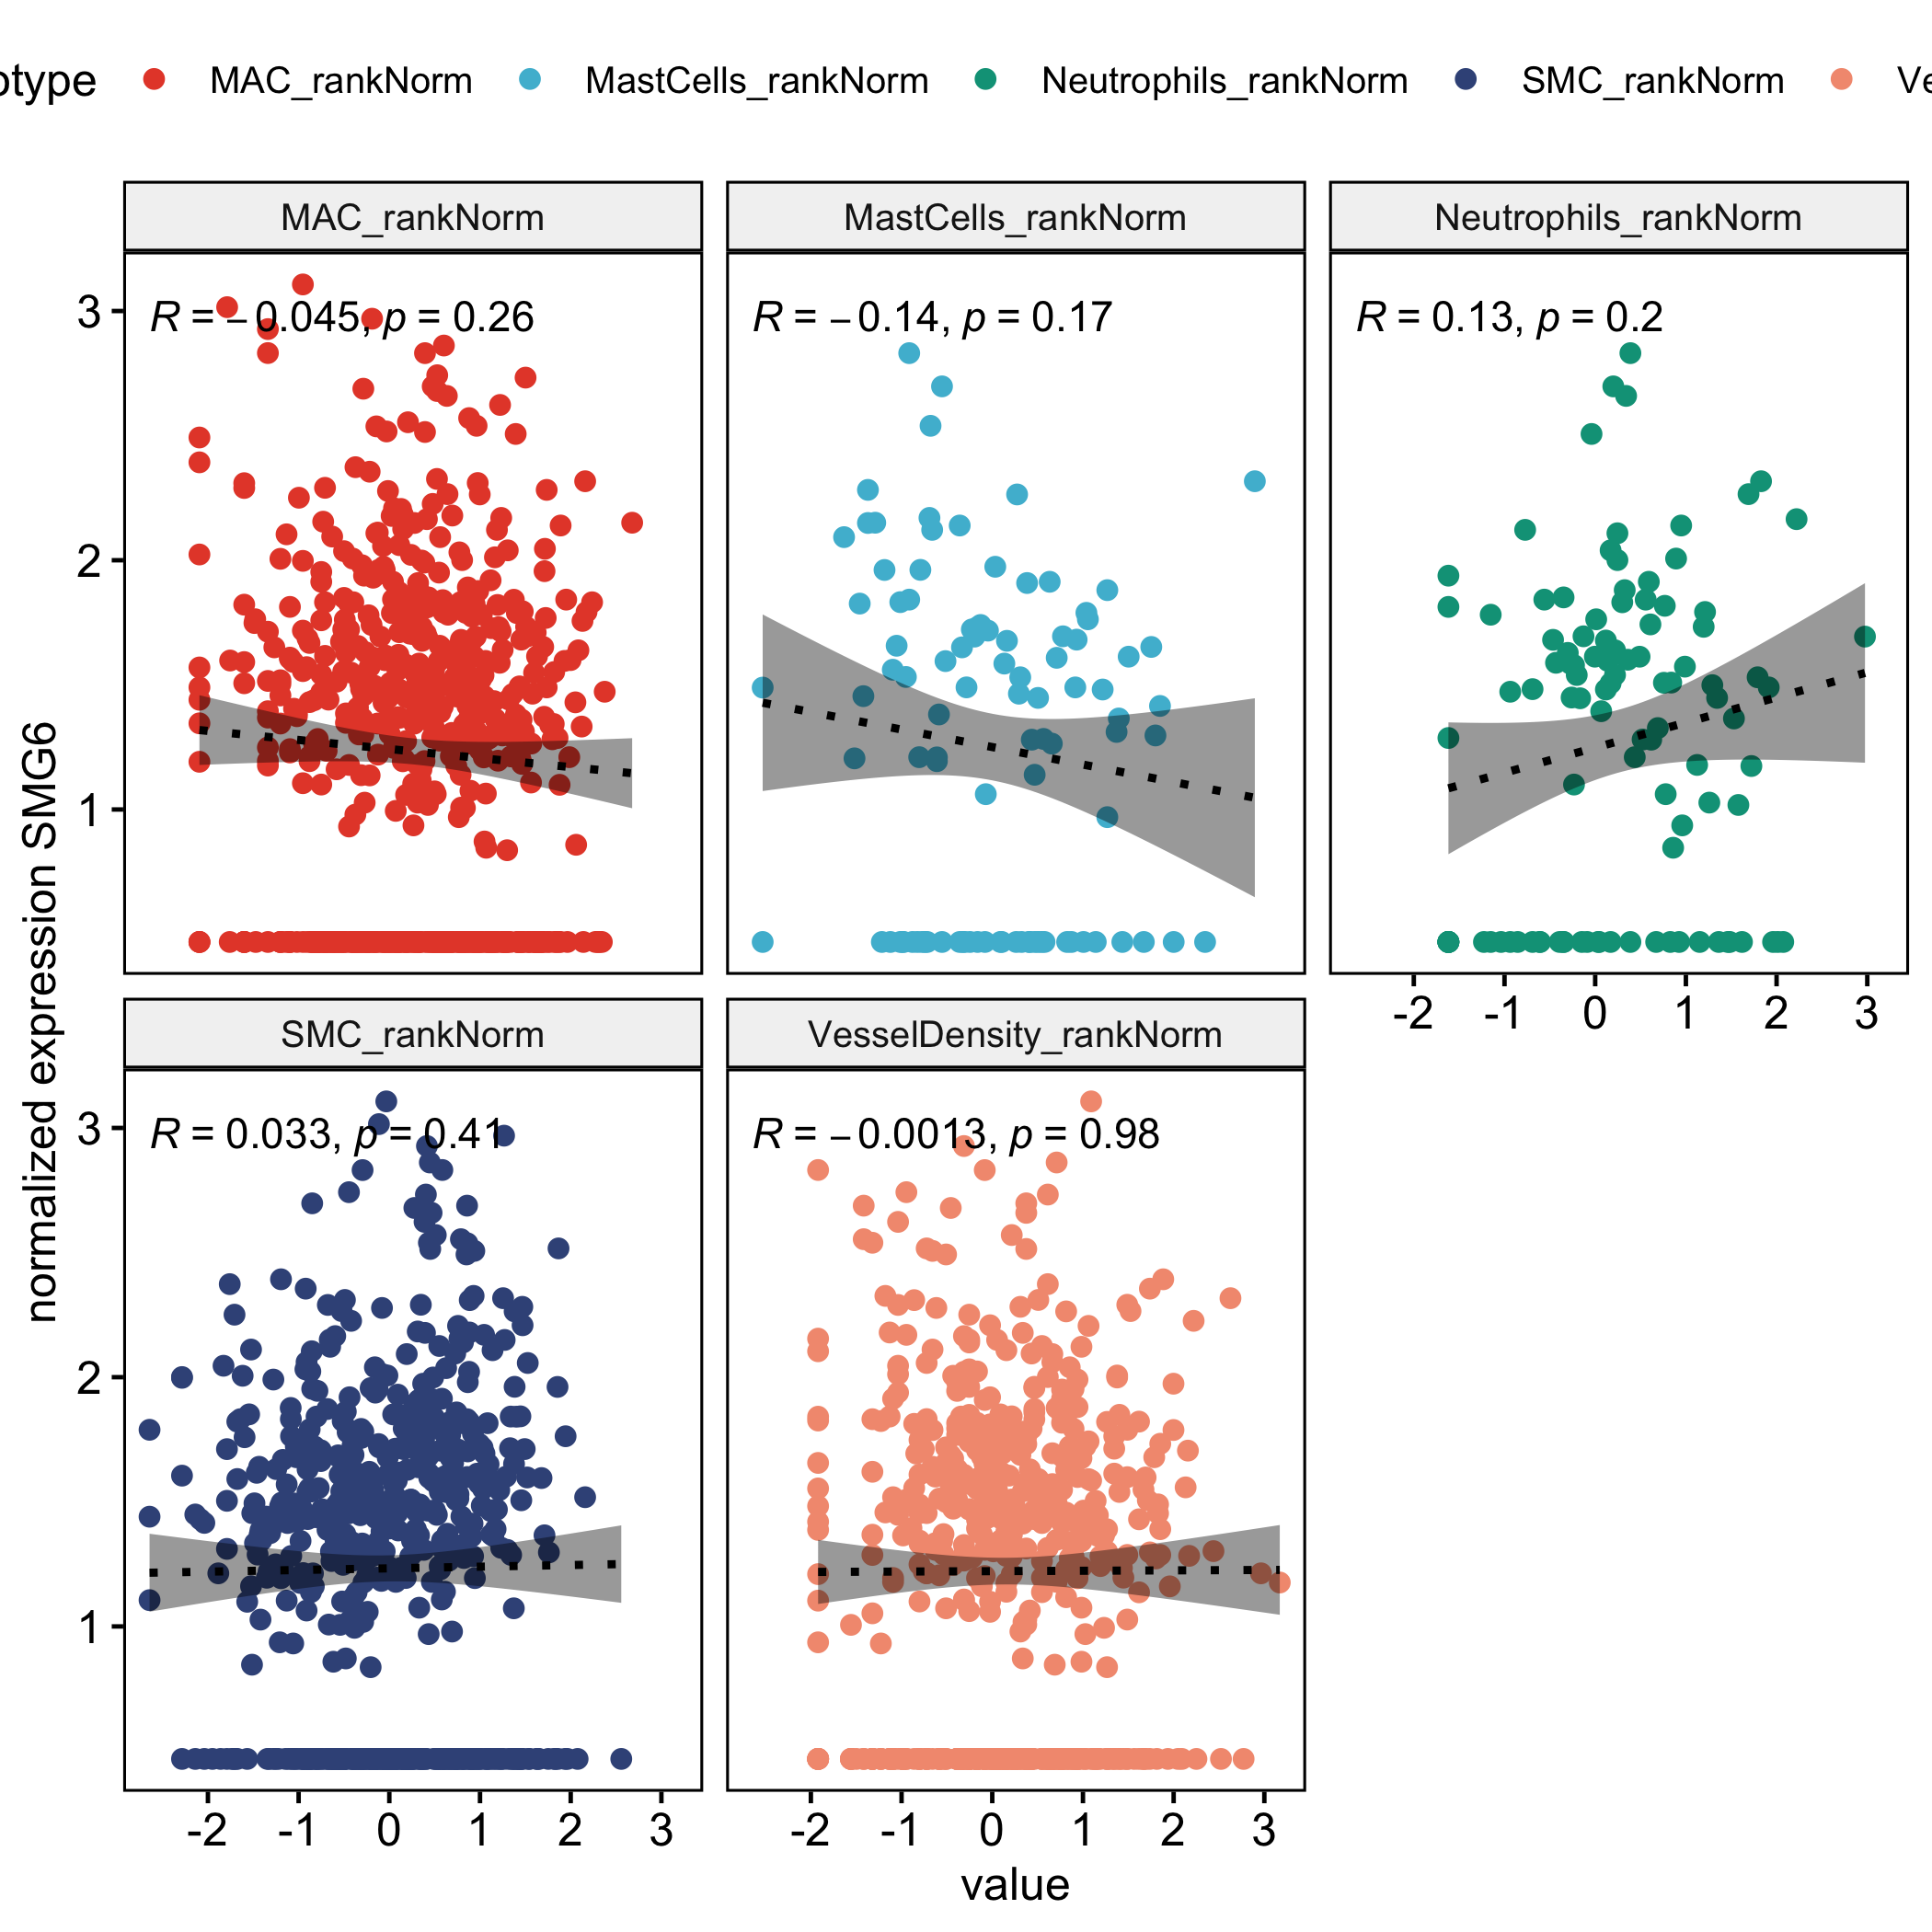 otype MAC_rankNorm MastCells_rankNorm Neutrophils_rankNorm SMC_rankNorm Ve
MAC_rankNorm MastCells_rankNorm Neutrophils_rankNorm
R = −0.045, p = 0.26 R = −0.14, p = 0.17 R = 0.13, p = 0.2
3
2
1
-2 -1 0 1 2 3
SMC_rankNorm VesselDensity_rankNorm
R = 0.033, p = 0.41 R = −0.0013, p = 0.98
3
2
1
-2 -1 0 1 2 3 -2 -1 0 1 2 3
value
normalized expression SMG6